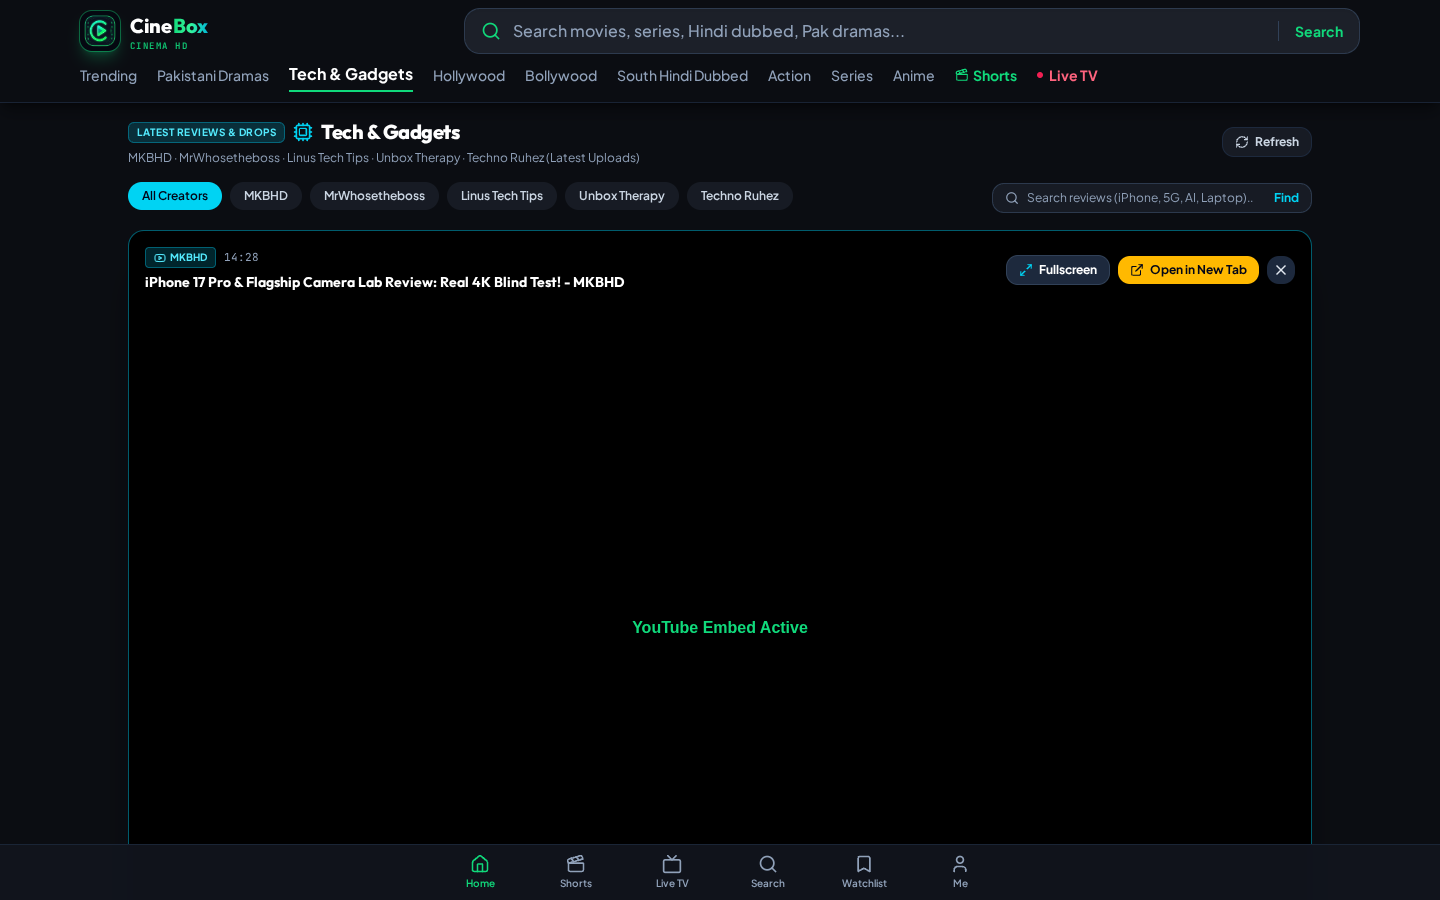 CineBox
CINEMA HD
Search movies, series, Hindi dubbed, Pak dramas...
Search
Trending Pakistani Dramas Tech & Gadgets Hollywood Bollywood South Hindi Dubbed Action Series Anime Shorts Live TV
LATEST REVIEWS & DROPS Tech & Gadgets
MKBHD · MrWhosetheboss · Linus Tech Tips · Unbox Therapy · Techno Ruhez (Latest Uploads)
Refresh
All Creators MKBHD MrWhosetheboss Linus Tech Tips Unbox Therapy Techno Ruhez
Search reviews (iPhone, 5G, AI, Laptop).. Find
MKBHD 14:28
iPhone 17 Pro & Flagship Camera Lab Review: Real 4K Blind Test! - MKBHD
Fullscreen Open in New Tab
YouTube Embed Active
Home Shorts Live TV Search Watchlist Me